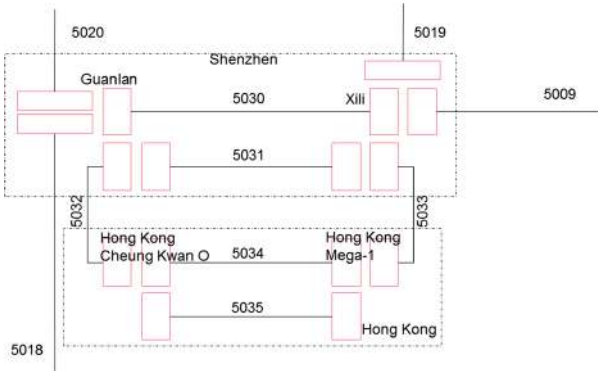 5020
5019
Shenzhen
Guanlan
5030
Xili
5009
5031
5032
5033
Hong Kong
Cheung Kwan O
5034
Hong Kong
Mega-1
5035
Hong Kong
5018